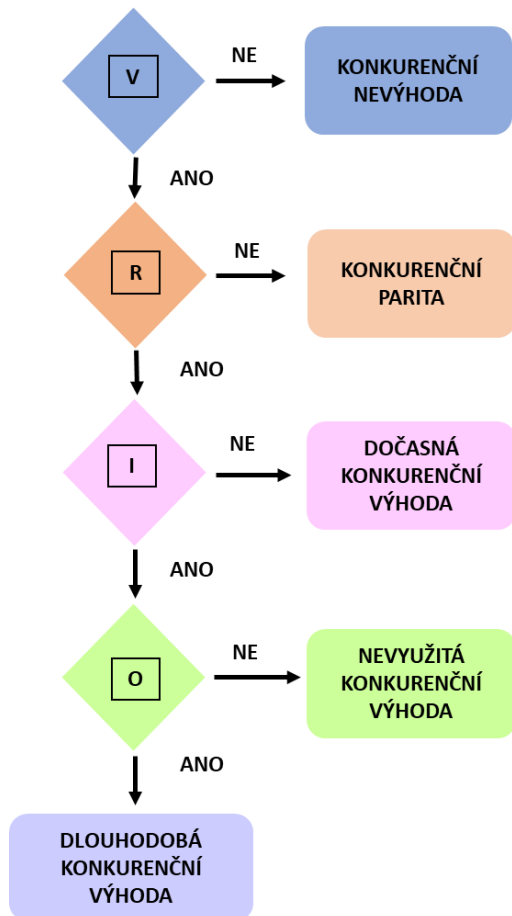 V
NE
KONKURENČNÍ
NEVÝHODA
ANO
R
NE
KONKURENČNÍ
PARITA
ANO
I
NE
DOČASNÁ
KONKURENČNÍ
VÝHODA
ANO
O
NE
NEVYUŽITÁ
KONKURENČNÍ
VÝHODA
ANO
DLOUHODOBÁ
KONKURENČNÍ
VÝHODA